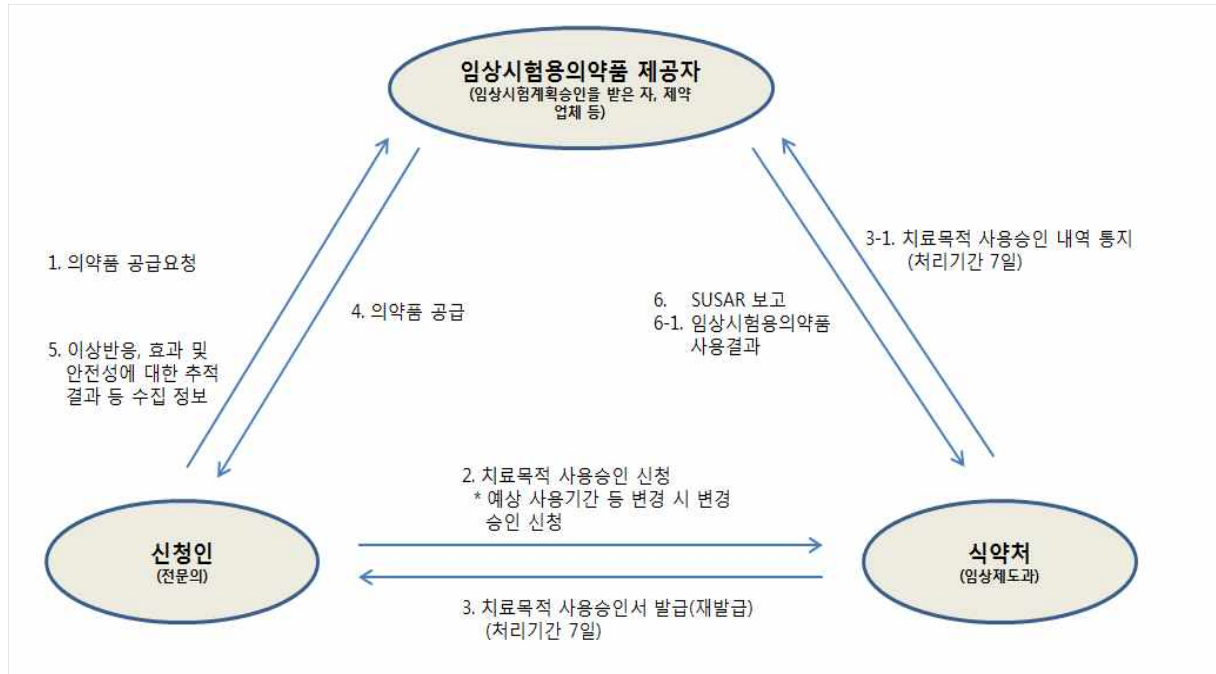 임상시험용의약품 제공자
(임상시험계획승인을 받은 자, 제약
업체 등)
3-1. 치료목적 사용승인 내역 통지
(처리기간 7일)
1. 의약품 공급요청
4. 의약품 공급
6. SUSAR 보고
6-1. 임상시험용의약품
사용결과
5. 이상반응, 효과 및
안전성에 대한 추적
결과 등 수집 정보
2. 치료목적 사용승인 신청
* 예상 사용기간 등 변경 시 변경
승인 신청
신청인
(전문의)
식약처
(임상제도과)
3. 치료목적 사용승인서 발급(재발급)
(처리기간 7일)